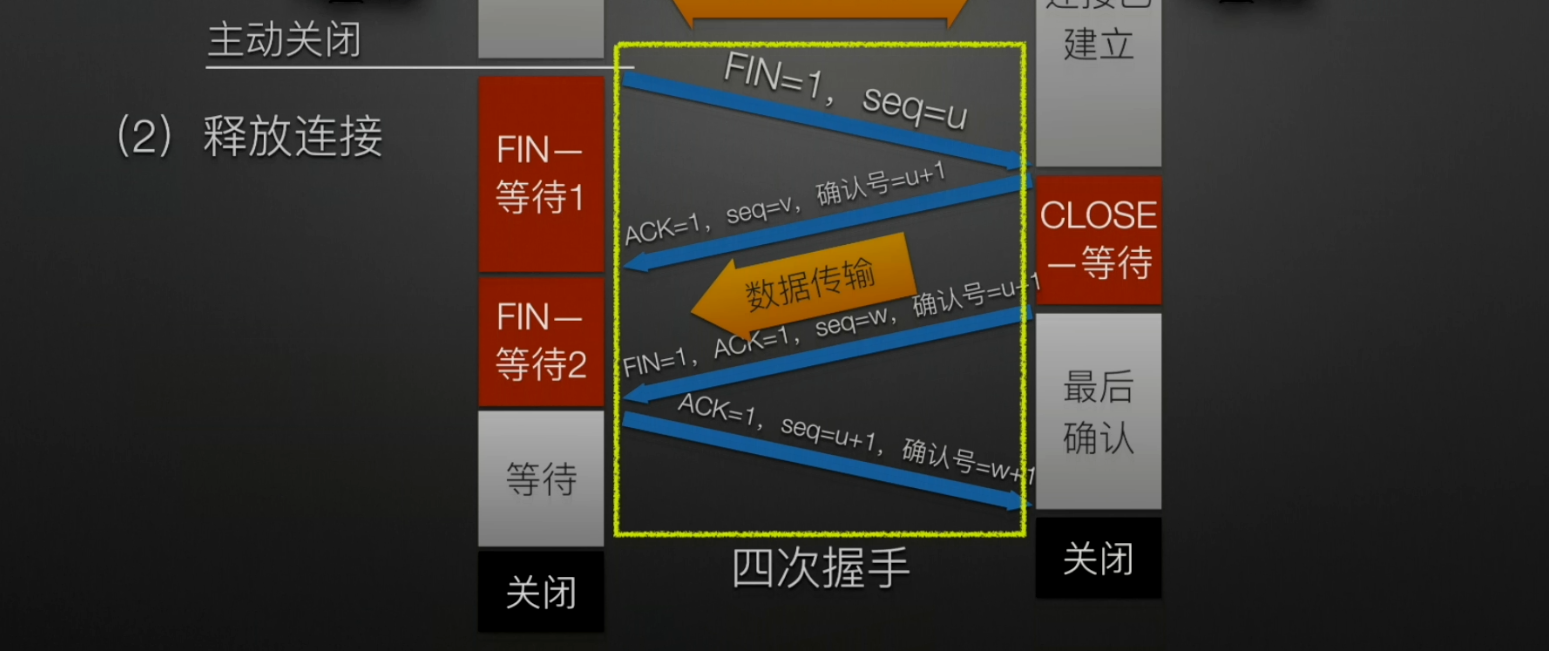 主动关闭
建立
FIN=1, seq=u
(2) 释放连接
FIN—
等待1
ACK=1, seq=v, 确认号=u+1
CLOSE
—等待
数据传输
FIN—
等待2
FIN=1, ACK=1, seq=w, 确认号=u+1
最后
确认
ACK=1, seq=u+1, 确认号=w+1
等待
四次握手
关闭
关闭